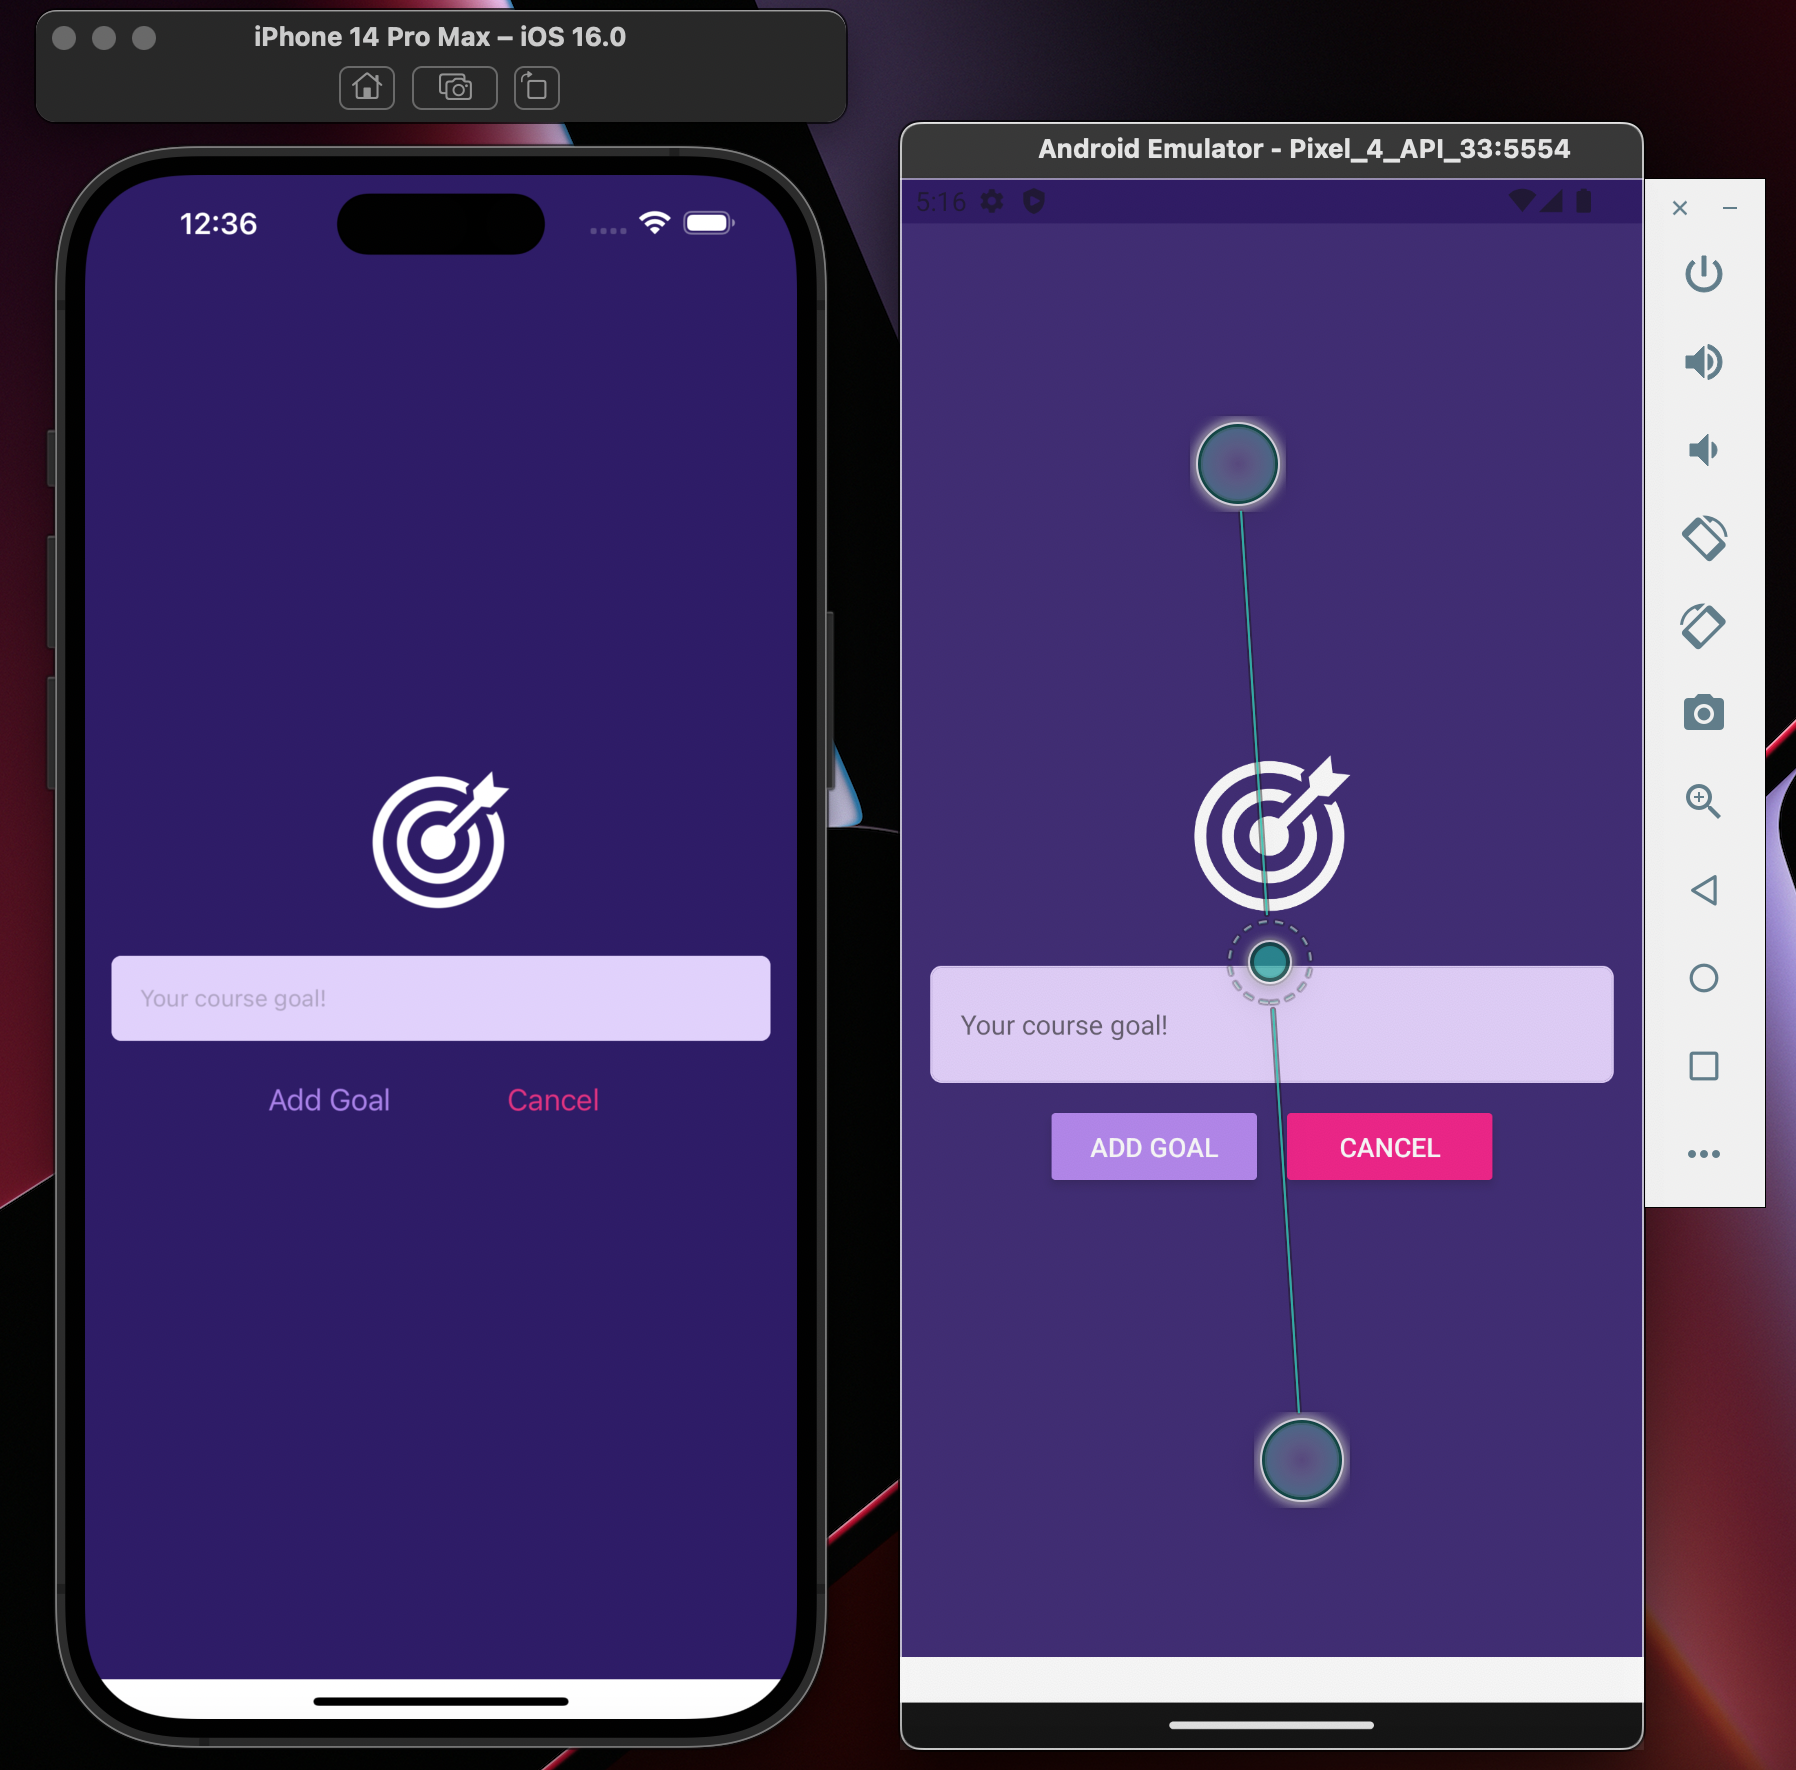 iPhone 14 Pro Max – iOS 16.0
12:36
Your course goal!
Add Goal
Cancel
Android Emulator - Pixel_4_API_33:5554
5:16
Your course goal!
ADD GOAL
CANCEL